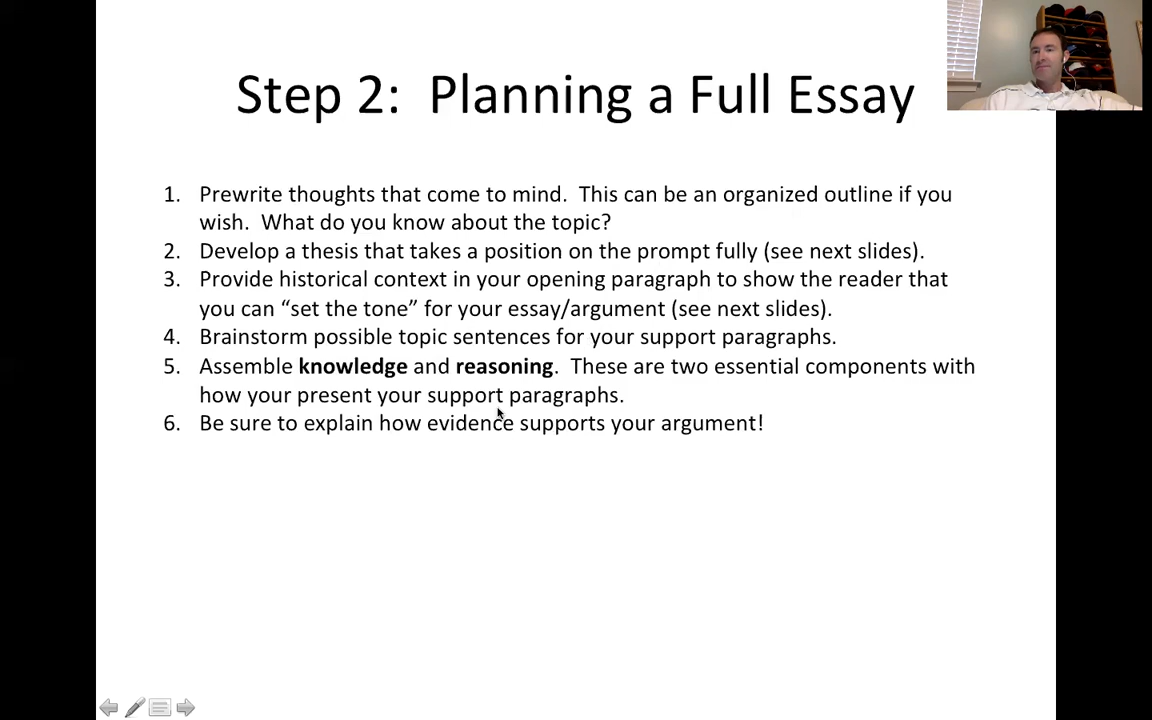 Step 2: Planning a Full Essay
1. Prewrite thoughts that come to mind. This can be an organized outline if you
wish. What do you know about the topic?
2. Develop a thesis that takes a position on the prompt fully (see next slides).
3. Provide historical context in your opening paragraph to show the reader that
you can “set the tone” for your essay/argument (see next slides).
4. Brainstorm possible topic sentences for your support paragraphs.
5. Assemble knowledge and reasoning. These are two essential components with
how your present your support paragraphs.
6. Be sure to explain how evidence supports your argument!